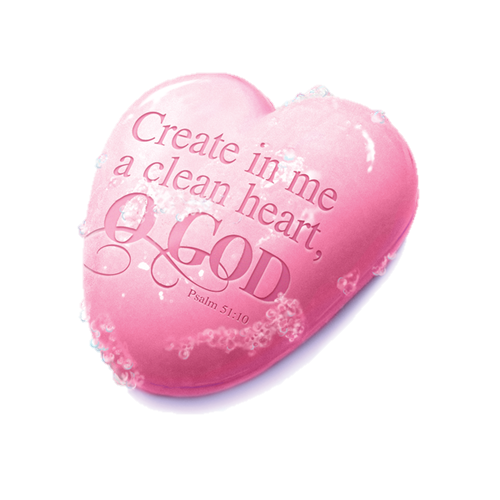 Create in me
a clean heart,
O GOD
Psalm 51:10